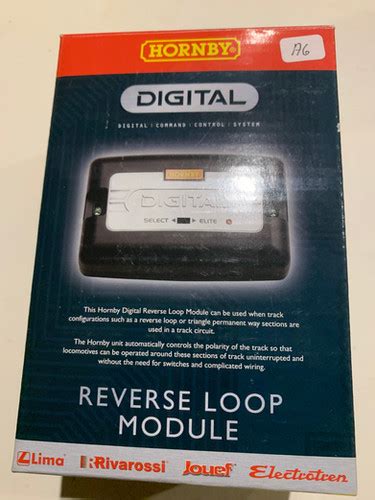 HORNBY®
A6
DIGITAL
DIGITAL | COMMAND | CONTROL | SYSTEM
HORNBY
DIGITAL
SELECT ELITE
This Hornby Digital Reverse Loop Module can be used when track
configurations such as a reverse loop or triangle permanent way sections are
used in a track circuit.
The Hornby unit automatically controls the polarity of the track so that
locomotives can be operated around these sections of track uninterrupted and
without the need for switches and complicated wiring.
REVERSE LOOP
MODULE
Lima Rivarossi Jouef Electrotren